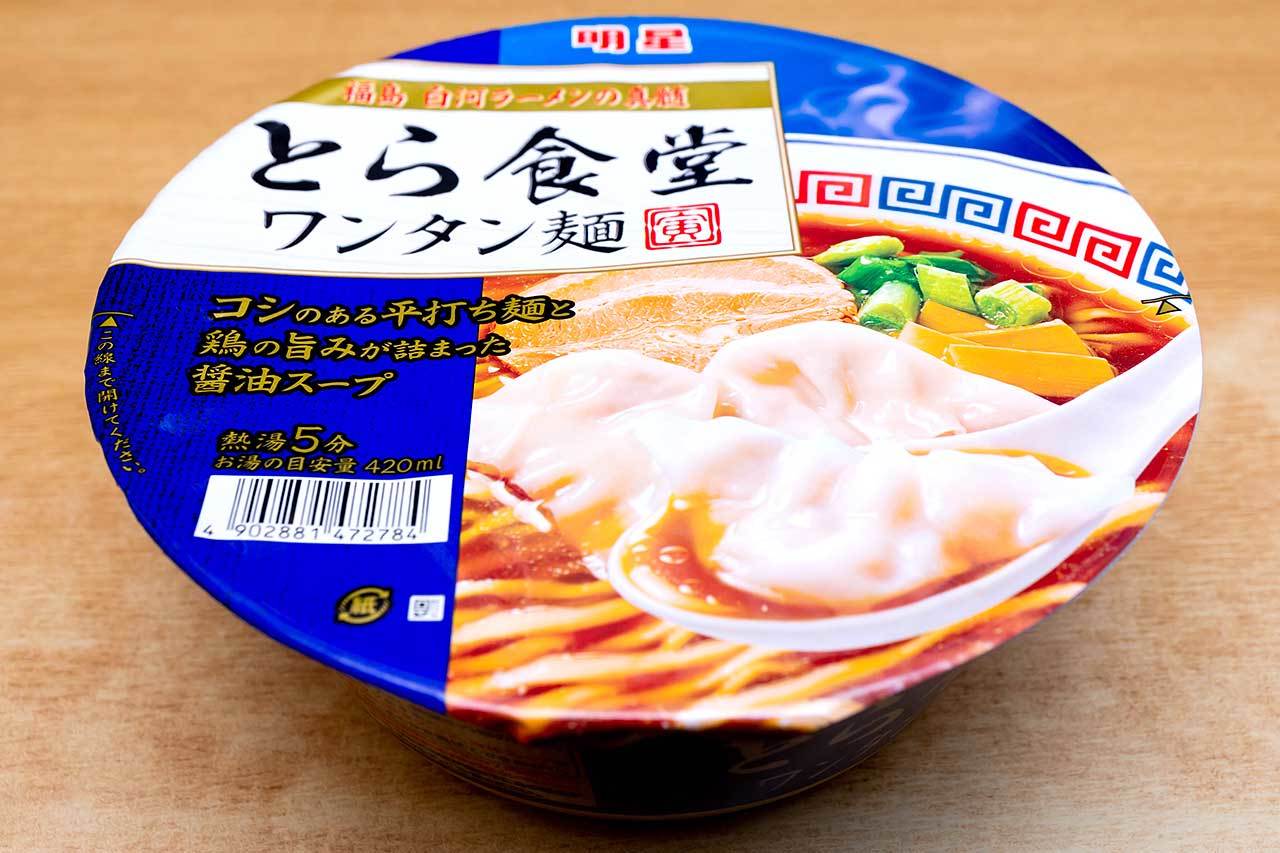 明星
福島 白河ラーメンの真髄
とら食堂
ワンタン麺 寅
コシのある平打ち麺と
鶏の旨みが詰まった
醤油スープ
熱湯5分
お湯の目安量 420ml
4 902881 472784
紙
この線まで開けてください。